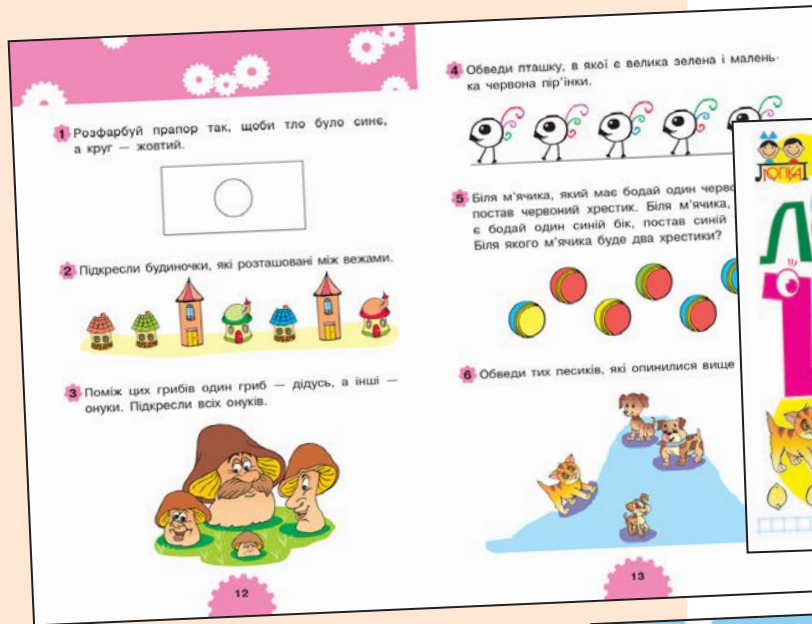 1 Розфарбуй прапор так, щоби тло було синє,
а круг — жовтий.
2 Підкресли будиночки, які розташовані між вежами.
3 Поміж цих грибів один гриб — дідусь, а інші —
онуки. Підкресли всіх онуків.
12
4 Обведи пташку, в якої є велика зелена і малень-
ка червона пір'їнки.
5 Біля м'ячика, який має бодай один черво
постав червоний хрестик. Біля м'ячика,
є бодай один синій бік, постав синій
Біля якого м'ячика буде два хрестики?
6 Обведи тих песиків, які опинилися вище
13